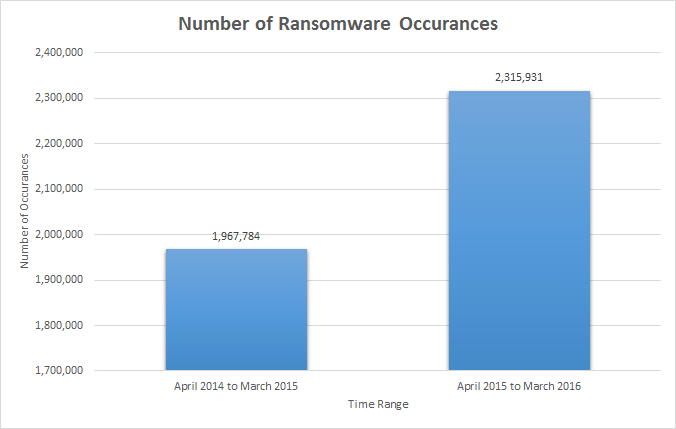 Number of Ransomware Occurances
2,400,000
2,300,000
2,200,000
2,100,000
2,000,000
1,900,000
1,800,000
1,700,000
Number of Occurances
1,967,784
2,315,931
April 2014 to March 2015
April 2015 to March 2016
Time Range